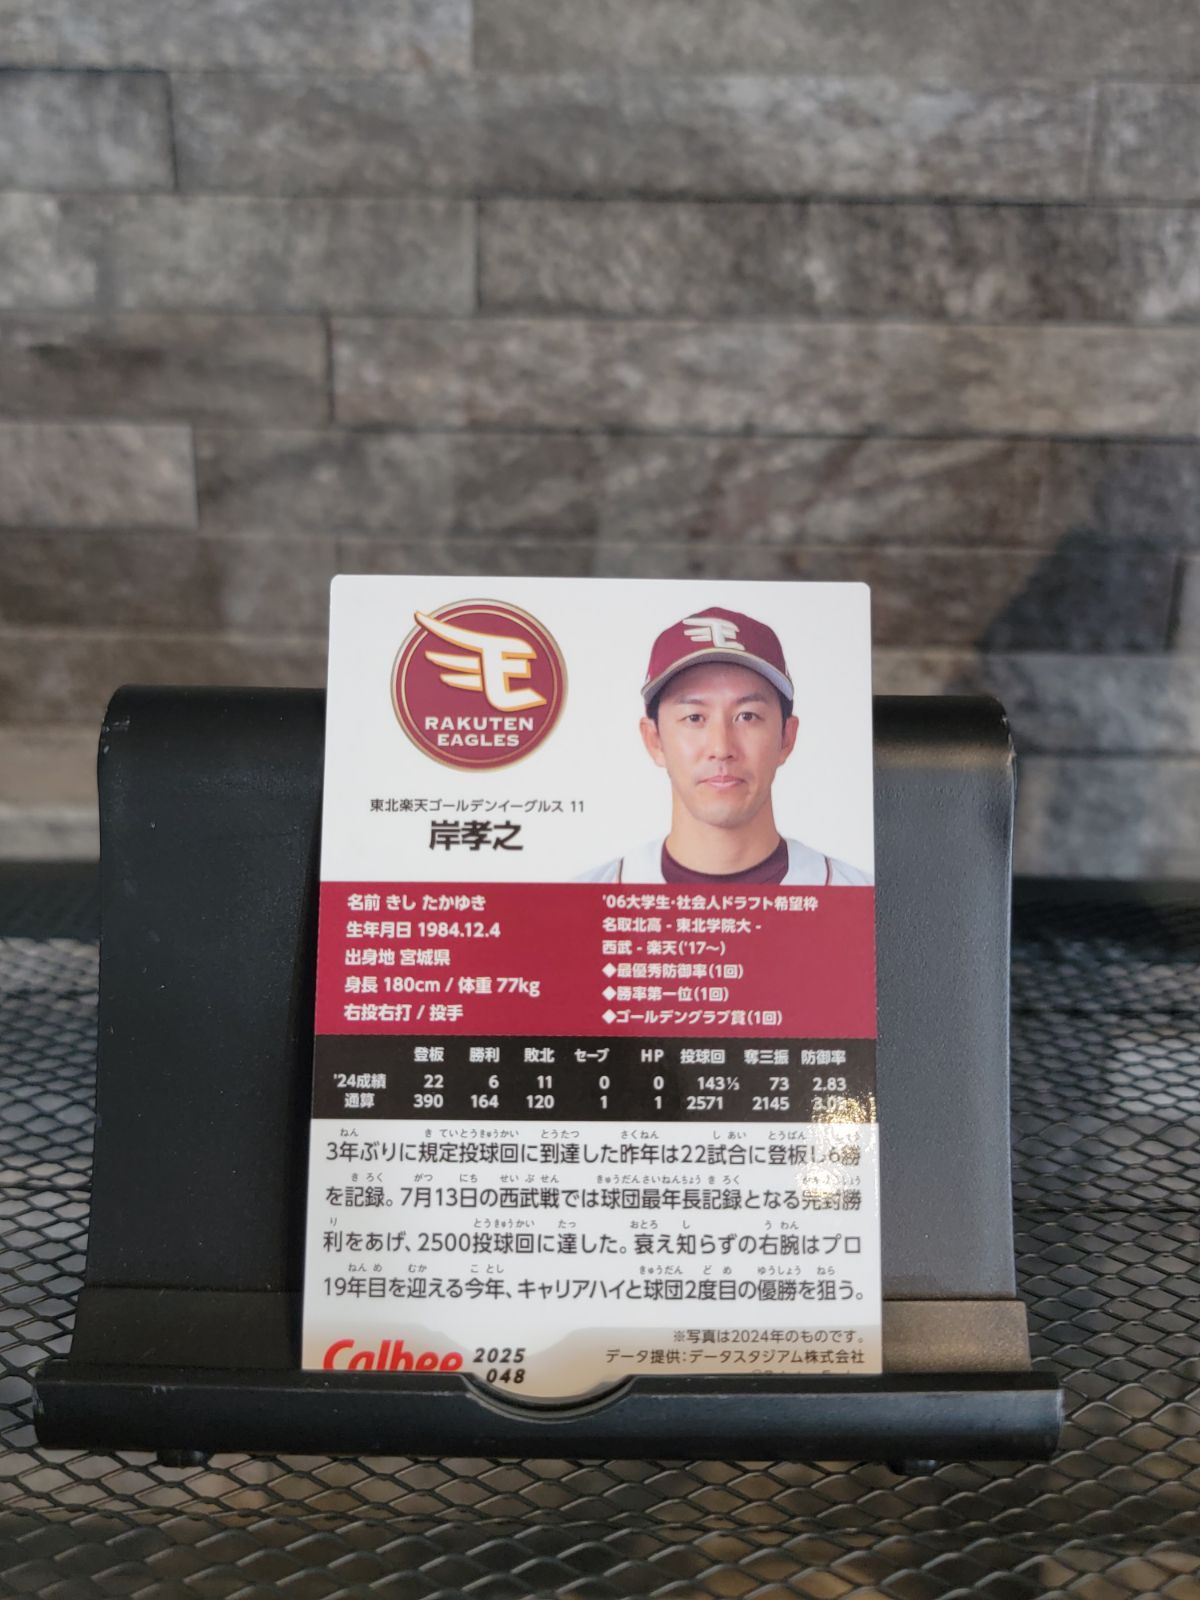 RAKUTEN
EAGLES
東北楽天ゴールデンイーグルス 11
岸孝之
名前 きし たかゆき
生年月日 1984.12.4
出身地 宮城県
身長 180cm / 体重 77kg
右投右打 / 投手
'06大学生・社会人ドラフト希望枠
名取北高 - 東北学院大 -
西武 - 楽天('17〜)
◆最優秀防御率(1回)
◆勝率第一位(1回)
◆ゴールデングラブ賞(1回)
登板 勝利 敗北 セーブ HP 投球回 奪三振 防御率
'24成績 22 6 11 0 0 143⅓ 73 2.83
通算 390 164 120 1 1 2571 2145
3年ぶりに規定投球回に到達した昨年は22試合に登板し6勝
を記録。7月13日の西武戦では球団最年長記録となる完封勝
利をあげ、2500投球回に達した。衰え知らずの右腕はプロ
19年目を迎える今年、キャリアハイと球団2度目の優勝を狙う。
※写真は2024年のものです。
データ提供:データスタジアム株式会社
Calbee 2025
048